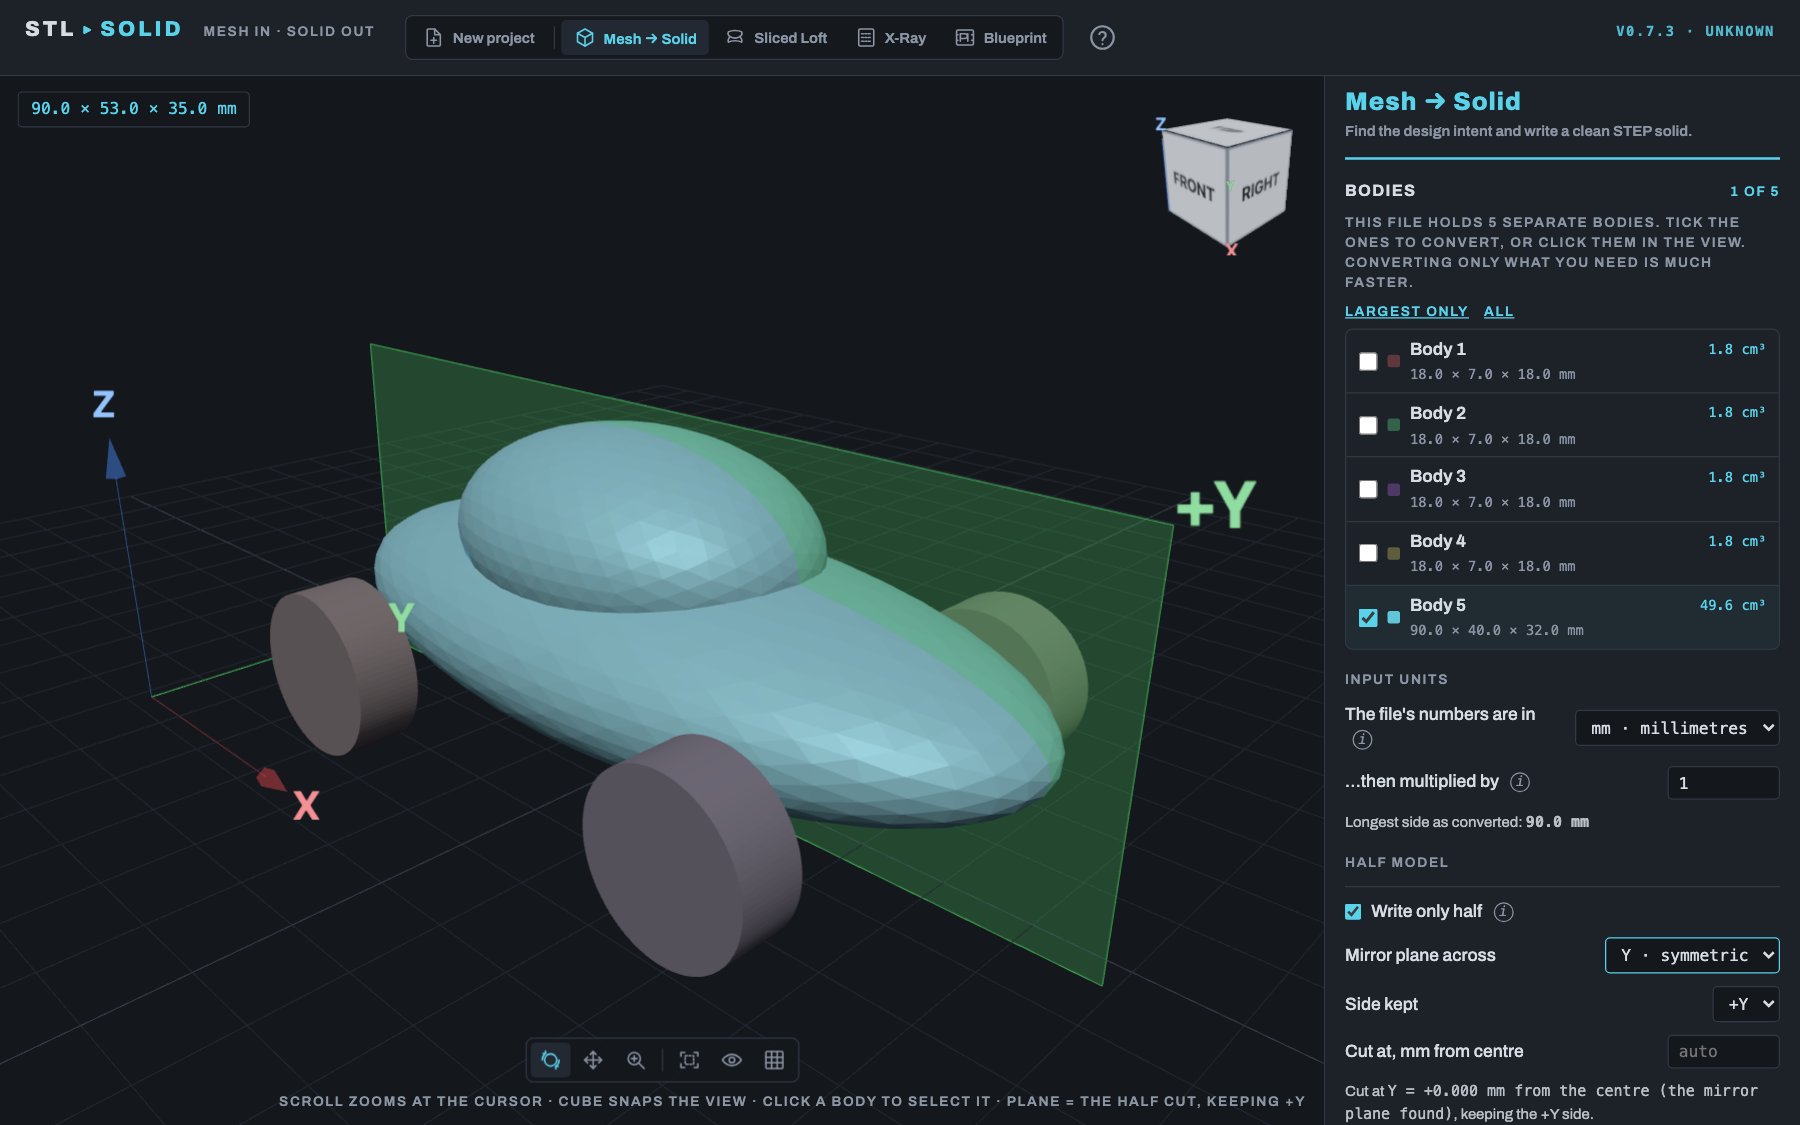 STL ▸ SOLID MESH IN · SOLID OUT
New project
Mesh → Solid
Sliced Loft
X-Ray
Blueprint
?
V0.7.3 · UNKNOWN
90.0 × 53.0 × 35.0 mm
Z
FRONT
RIGHT
Y
X
Z
+Y
Y
X
SCROLL ZOOMS AT THE CURSOR · CUBE SNAPS THE VIEW · CLICK A BODY TO SELECT IT · PLANE = THE HALF CUT, KEEPING +Y
Mesh → Solid
Find the design intent and write a clean STEP solid.
BODIES 1 OF 5
THIS FILE HOLDS 5 SEPARATE BODIES. TICK THE
ONES TO CONVERT, OR CLICK THEM IN THE VIEW.
CONVERTING ONLY WHAT YOU NEED IS MUCH
FASTER.
LARGEST ONLY ALL
Body 1 1.8 cm³
18.0 × 7.0 × 18.0 mm
Body 2 1.8 cm³
18.0 × 7.0 × 18.0 mm
Body 3 1.8 cm³
18.0 × 7.0 × 18.0 mm
Body 4 1.8 cm³
18.0 × 7.0 × 18.0 mm
Body 5 49.6 cm³
90.0 × 40.0 × 32.0 mm
INPUT UNITS
The file's numbers are in i mm · millimetres
...then multiplied by i 1
Longest side as converted: 90.0 mm
HALF MODEL
Write only half i
Mirror plane across Y · symmetric
Side kept +Y
Cut at, mm from centre auto
Cut at Y = +0.000 mm from the centre (the mirror
plane found), keeping the +Y side.